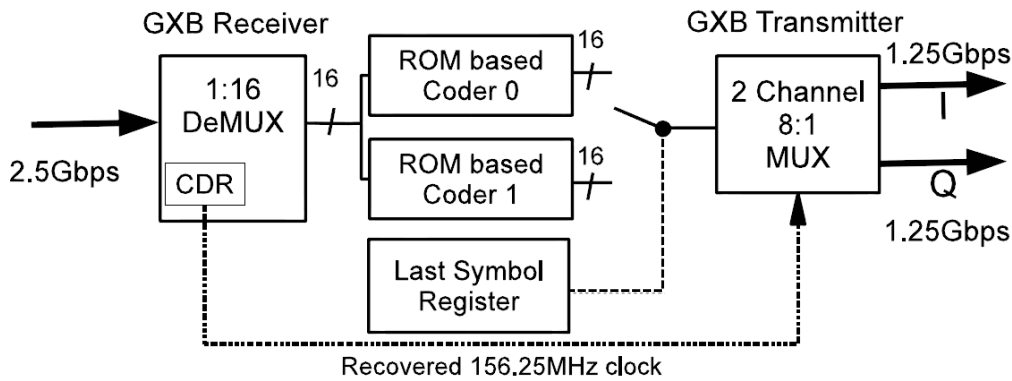 GXB Receiver
GXB Transmitter
1:16
DeMUX
CDR
2.5Gbps
16
ROM based
Coder 0
16
ROM based
Coder 1
16
Last Symbol
Register
2 Channel
8:1
MUX
1.25Gbps
I
Q
1.25Gbps
Recovered 156.25MHz clock